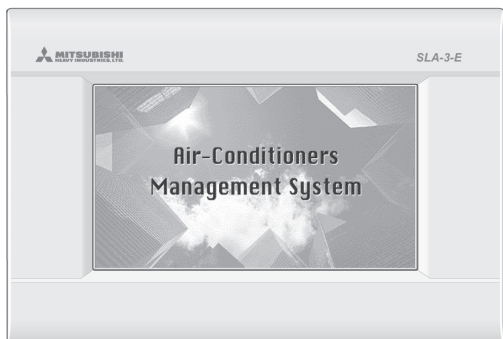 MITSUBISHI
HEAVY INDUSTRIES, LTD.
SLA-3-E
Air-Conditioners
Management System